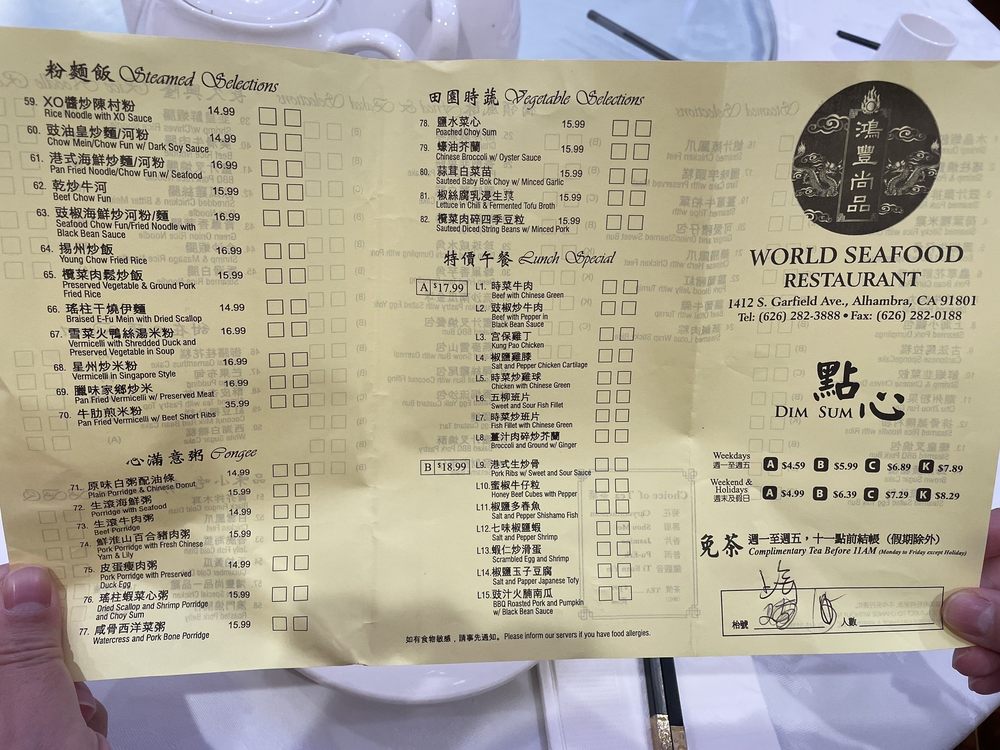 粉麵飯 Steamed Selections
59. XO醬炒陳村粉 14.99
Rice Noodle with XO Sauce
60. 豉油皇炒麵/河粉 14.99
Chow Mein/Chow Fun w/ Dark Soy Sauce
61. 港式海鮮炒麵/河粉 16.99
Pan Fried Noodle/Chow Fun w/ Seafood
62. 乾炒牛河 15.99
Beef Chow Fun
63. 豉椒海鮮炒河粉/麵 16.99
Seafood Chow Fun/Fried Noodle with
Black Bean Sauce
64. 揚州炒飯 16.99
Young Chow Fried Rice
65. 欖菜肉鬆炒飯 15.99
Preserved Vegetable & Ground Pork
Fried Rice
66. 瑤柱干燒伊麵 14.99
Braised E-Fu Mein with Dried Scallop
67. 雪菜火鴨絲湯米粉 16.99
Vermicelli with Shredded Duck and
Preserved Vegetable in Soup
68. 星州炒米粉 16.99
Vermicelli in Singapore Style
69. 臘味家鄉炒米 16.99
Pan Fried Vermicelli w/ Preserved Meat
70. 牛肋煎米粉 35.99
Pan Fried Vermicelli w/ Beef Short Ribs
心滿意粥 Congee
71. 原味白粥配油條 14.99
Plain Porridge & Chinese Donut
72. 生滾海鮮粥 15.99
Porridge with Seafood
73. 生滾牛肉粥 14.99
Beef Porridge
74. 鮮淮山百合豬肉粥 14.99
Pork Porridge with Fresh Chinese
Yam & Lily
75. 皮蛋瘦肉粥 14.99
Pork Porridge with Preserved
Duck Egg
76. 瑤柱蝦菜心粥 15.99
Dried Scallop and Shrimp Porridge
and Choy Sum
77. 咸骨西洋菜粥 15.99
Watercress and Pork Bone Porridge
田園時蔬 Vegetable Selections
78. 鹽水菜心 15.99
Poached Choy Sum
79. 蠔油芥蘭 15.99
Chinese Broccoli w/ Oyster Sauce
80. 蒜茸白菜苗 15.99
Sauteed Baby Bok Choy w/ Minced Garlic
81. 椒絲腐乳浸生菜 15.99
Lettuce in Chili & Fermented Tofu Broth
82. 欖菜肉碎四季豆粒 15.99
Sauteed Diced String Beans w/ Minced Pork
特價午餐 Lunch Special
A $17.99
L1. 時菜牛肉
Beef with Chinese Green
L2. 豉椒炒牛肉
Beef with Pepper in
Black Bean Sauce
L3. 宮保雞丁
Kung Pao Chicken
L4. 椒鹽雞膝
Salt and Pepper Chicken Cartilage
L5. 時菜炒雞球
Chicken with Chinese Green
L6. 五柳班片
Sweet and Sour Fish Fillet
L7. 時菜炒班片
Fish Fillet with Chinese Green
L8. 薑汁肉碎炒芥蘭
Broccoli and Ground w/ Ginger
B $18.99
L9. 港式生炒骨
Pork Ribs w/ Sweet and Sour Sauce
L10. 蜜椒牛仔粒
Honey Beef Cubes with Pepper
L11. 椒鹽多春魚
Salt and Pepper Shishamo Fish
L12. 七味椒鹽蝦
Salt and Pepper Shrimp
L13. 蝦仁炒滑蛋
Scrambled Egg and Shrimp
L14. 椒鹽玉子豆腐
Salt and Papper Japanese Tofy
L15. 豉汁火腩南瓜
BBQ Roasted Pork and Pumpkin
w/ Black Bean Sauce
如有食物敏感，請事先通知。Please inform our servers if you have food allergies.
鴻豐尚品
WORLD SEAFOOD
RESTAURANT
1412 S. Garfield Ave., Alhambra, CA 91801
Tel: (626) 282-3888 • Fax: (626) 282-0188
點心
DIM SUM
Weekdays
週一至週五 A $4.59 B $5.99 C $6.89 K $7.89
Weekend &
Holidays
週末及假日 A $4.99 B $6.39 C $7.29 K $8.29
免茶 週一至週五，十一點前結帳（假期除外）
Complimentary Tea Before 11AM (Monday to Friday except Holiday)
枱號 人數